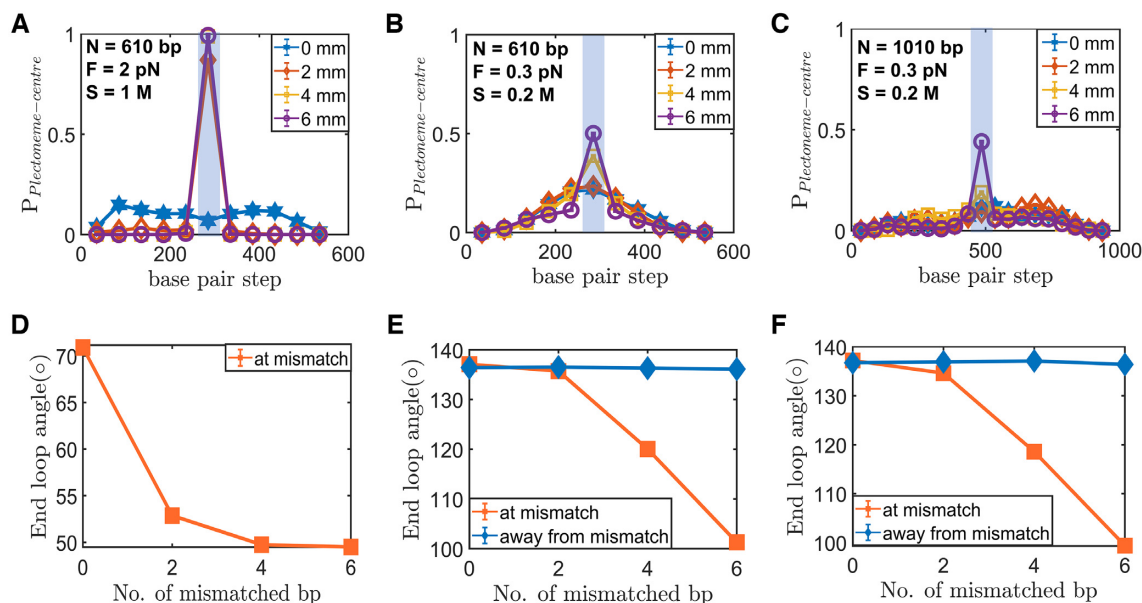 A
N = 610 bp
F = 2 pN
S = 1 M
0 mm
2 mm
4 mm
6 mm
P Plectoneme−centre
1
0.5
0
0 200 400 600
base pair step
B
N = 610 bp
F = 0.3 pN
S = 0.2 M
0 mm
2 mm
4 mm
6 mm
P Plectoneme−centre
1
0.5
0
0 200 400 600
base pair step
C
N = 1010 bp
F = 0.3 pN
S = 0.2 M
0 mm
2 mm
4 mm
6 mm
P Plectoneme−centre
1
0.5
0
0 500 1000
base pair step
D
at mismatch
End loop angle(○)
70
65
60
55
50
0 2 4 6
No. of mismatched bp
E
End loop angle(○)
140
130
120
110
100
at mismatch
away from mismatch
0 2 4 6
No. of mismatched bp
F
End loop angle(○)
140
130
120
110
100
at mismatch
away from mismatch
0 2 4 6
No. of mismatched bp